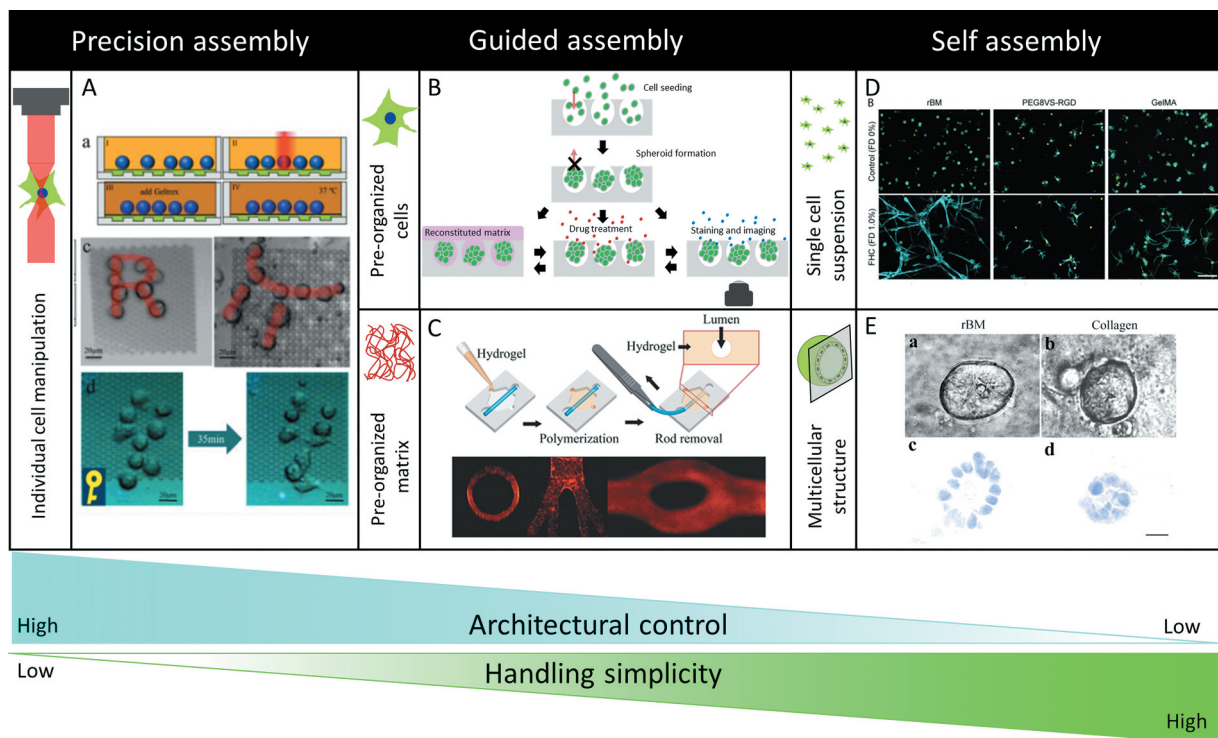 Precision assembly
Guided assembly
Self assembly
Individual cell manipulation
A
a
I
II
III
add Geltrex
IV
37 °C
c
20µm
20µm
d
35min
20µm
20µm
Pre-organized
cells
B
Cell seeding
Spheroid formation
Reconstituted matrix
Drug treatment
Staining and imaging
Pre-organized
matrix
C
Lumen
Hydrogel
Hydrogel
Polymerization
Rod removal
Single cell
suspension
D
B
rBM
PEG8VS-RGD
GelMA
Control (FD 0%)
FHC (FD 1.0%)
Multicellular
structure
E
rBM
Collagen
a
b
c
d
High
Architectural control
Low
Low
Handling simplicity
High